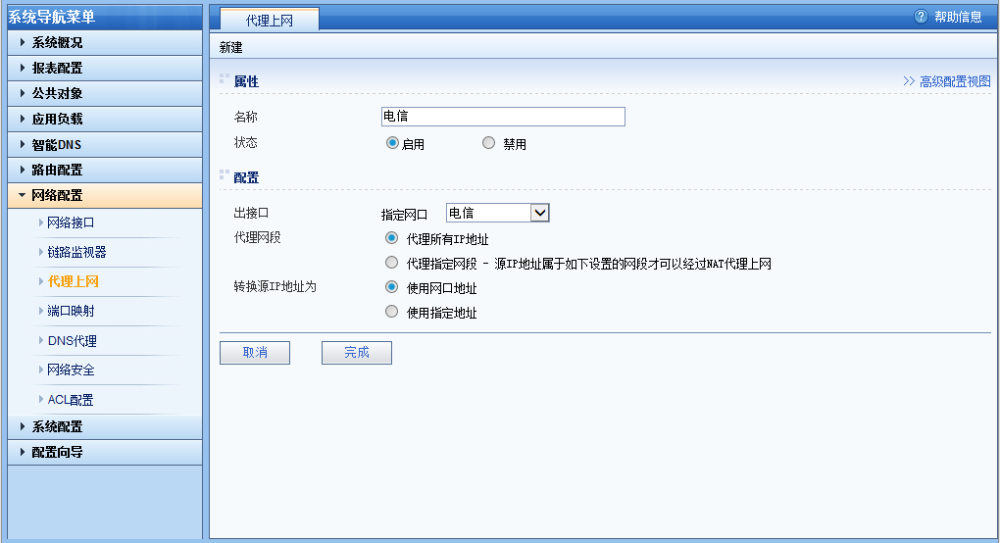 系统导航菜单
系统概况
报表配置
公共对象
应用负载
智能DNS
路由配置
网络配置
网络接口
链路监视器
代理上网
端口映射
DNS代理
网络安全
ACL配置
系统配置
配置向导
代理上网
? 帮助信息
新建
属性
>> 高级配置视图
名称 电信
状态 启用 禁用
配置
出接口 指定网口 电信
代理网段 代理所有IP地址
代理指定网段 - 源IP地址属于如下设置的网段才可以经过NAT代理上网
转换源IP地址为 使用网口地址
使用指定地址
取消 完成